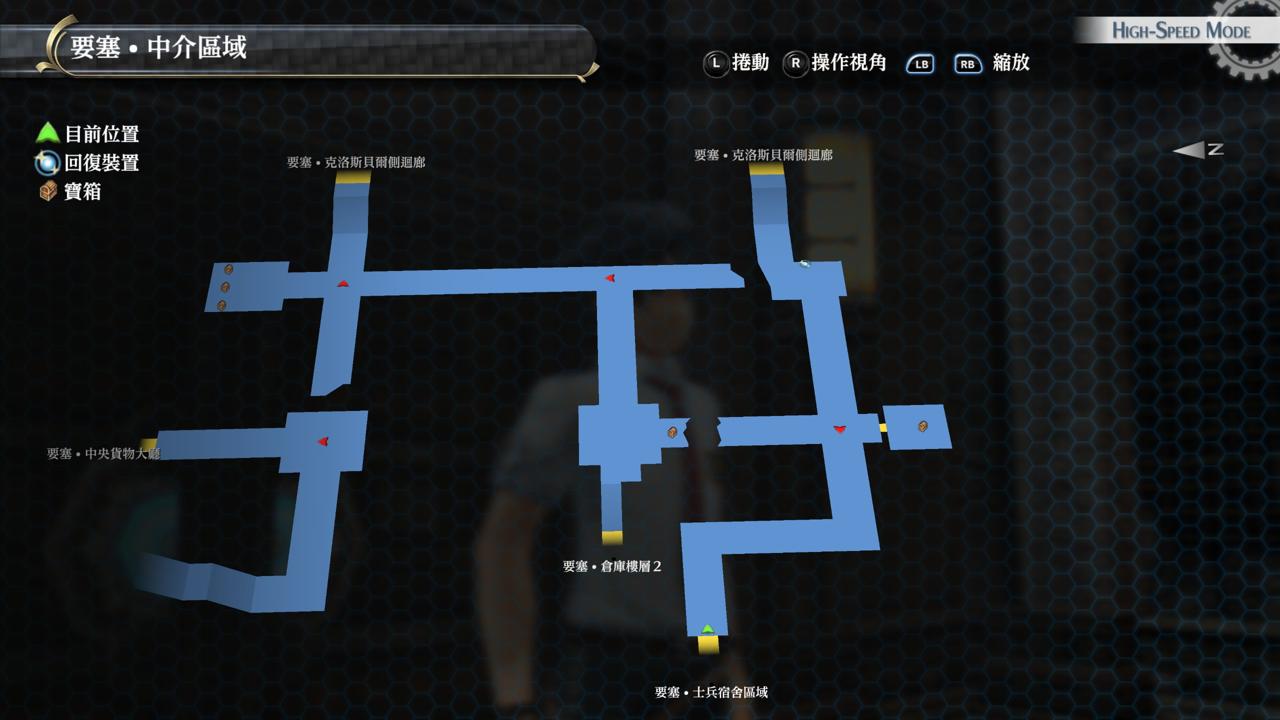 要塞•中介區域
HIGH-SPEED MODE
L 捲動 R 操作視角 LB RB 縮放
目前位置
回復裝置
寶箱
要塞•克洛斯貝爾側迴廊
要塞•克洛斯貝爾側迴廊
N
要塞•中央貨物大廳
要塞•倉庫樓層2
要塞•士兵宿舍區域